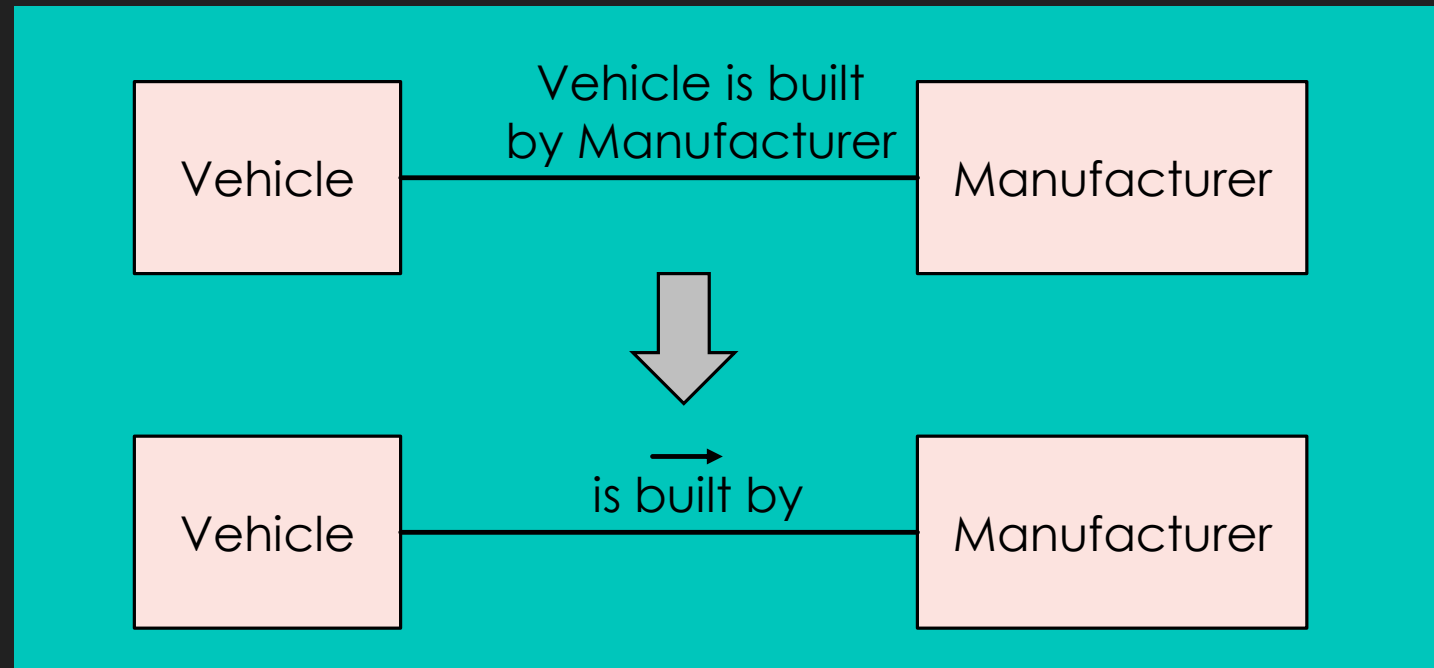 Vehicle is built
by Manufacturer
Vehicle
Manufacturer
is built by
Vehicle
Manufacturer